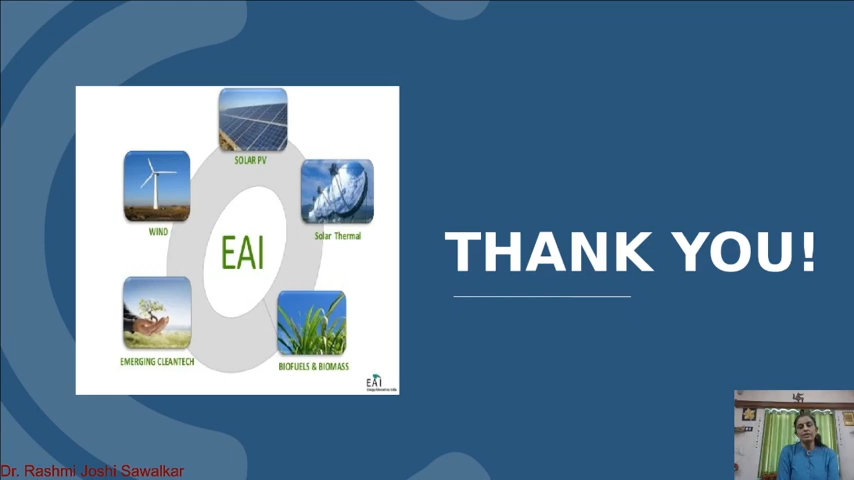 SOLAR PV
WIND
Solar Thermal
EAI
EMERGING CLEANTECH
BIOFUELS & BIOMASS
EAI
THANK YOU!
Dr. Rashmi Joshi Sawalkar